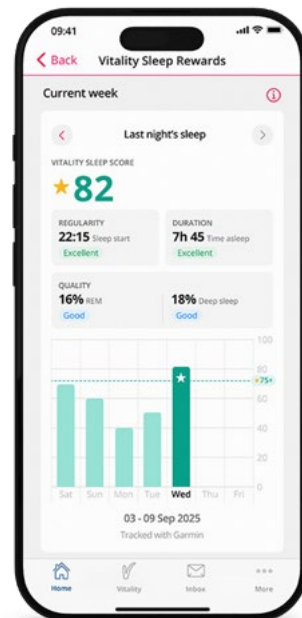 09:41
Back Vitality Sleep Rewards
Current week
Last night's sleep
VITALITY SLEEP SCORE
82
REGULARITY
22:15 Sleep start
Excellent
DURATION
7h 45 Time asleep
Excellent
QUALITY
16% REM
Good
18% Deep sleep
Good
100
80
75+
60
40
20
0
Sat Sun Mon Tue Wed Thu Fri
03 - 09 Sep 2025
Tracked with Garmin
Home Vitality Inbox More